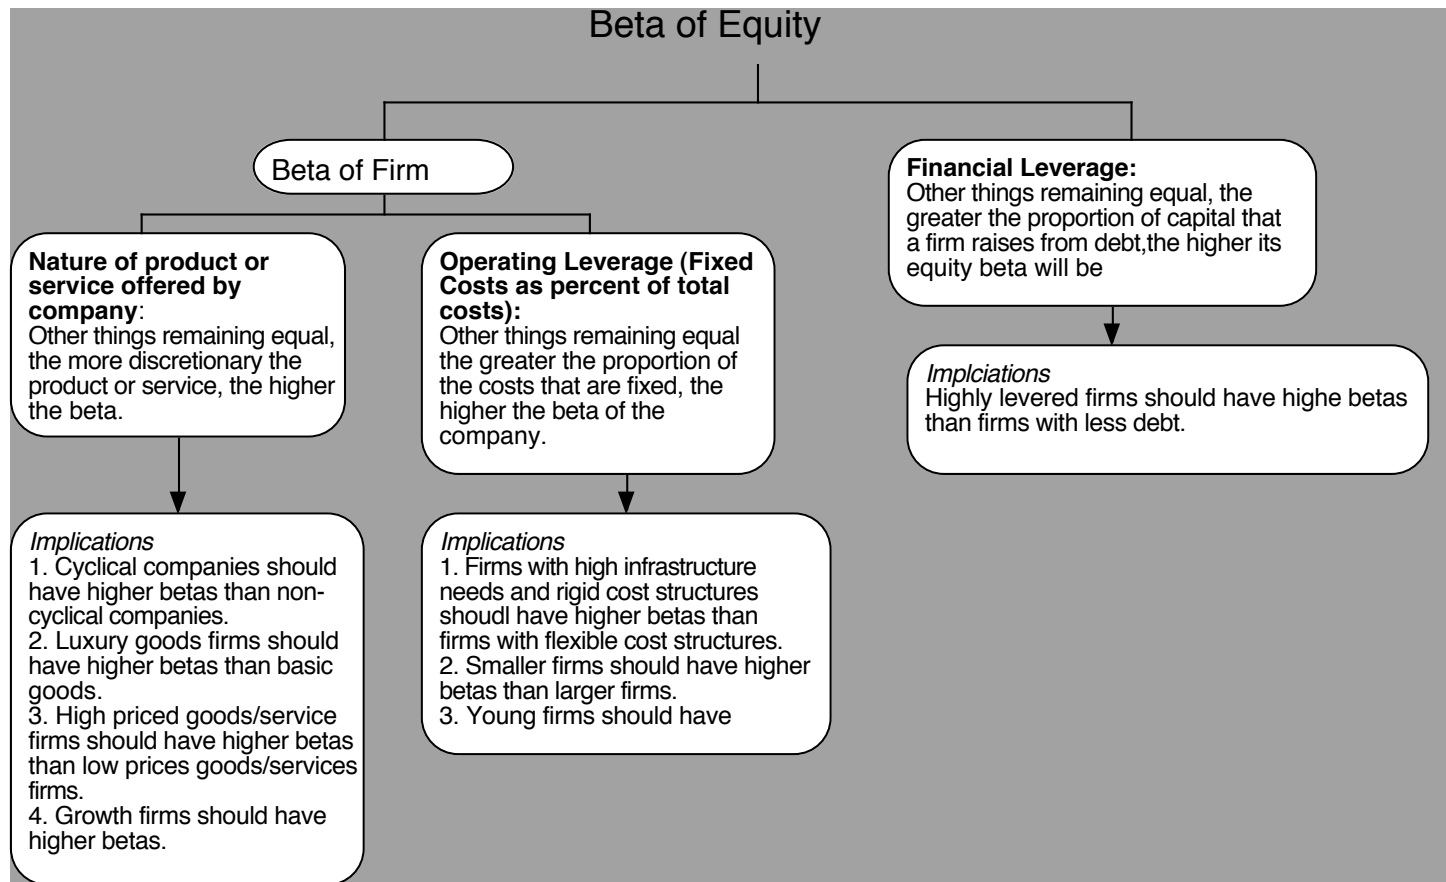 Beta of Equity
Beta of Firm
Financial Leverage:
Other things remaining equal, the
greater the proportion of capital that
a firm raises from debt,the higher its
equity beta will be
Nature of product or
service offered by
company:
Other things remaining equal,
the more discretionary the
product or service, the higher
the beta.
Operating Leverage (Fixed
Costs as percent of total
costs):
Other things remaining equal
the greater the proportion of
the costs that are fixed, the
higher the beta of the
company.
Implciations
Highly levered firms should have highe betas
than firms with less debt.
Implications
1. Cyclical companies should
have higher betas than non-
cyclical companies.
2. Luxury goods firms should
have higher betas than basic
goods.
3. High priced goods/service
firms should have higher betas
than low prices goods/services
firms.
4. Growth firms should have
higher betas.
Implications
1. Firms with high infrastructure
needs and rigid cost structures
shoudl have higher betas than
firms with flexible cost structures.
2. Smaller firms should have higher
betas than larger firms.
3. Young firms should have